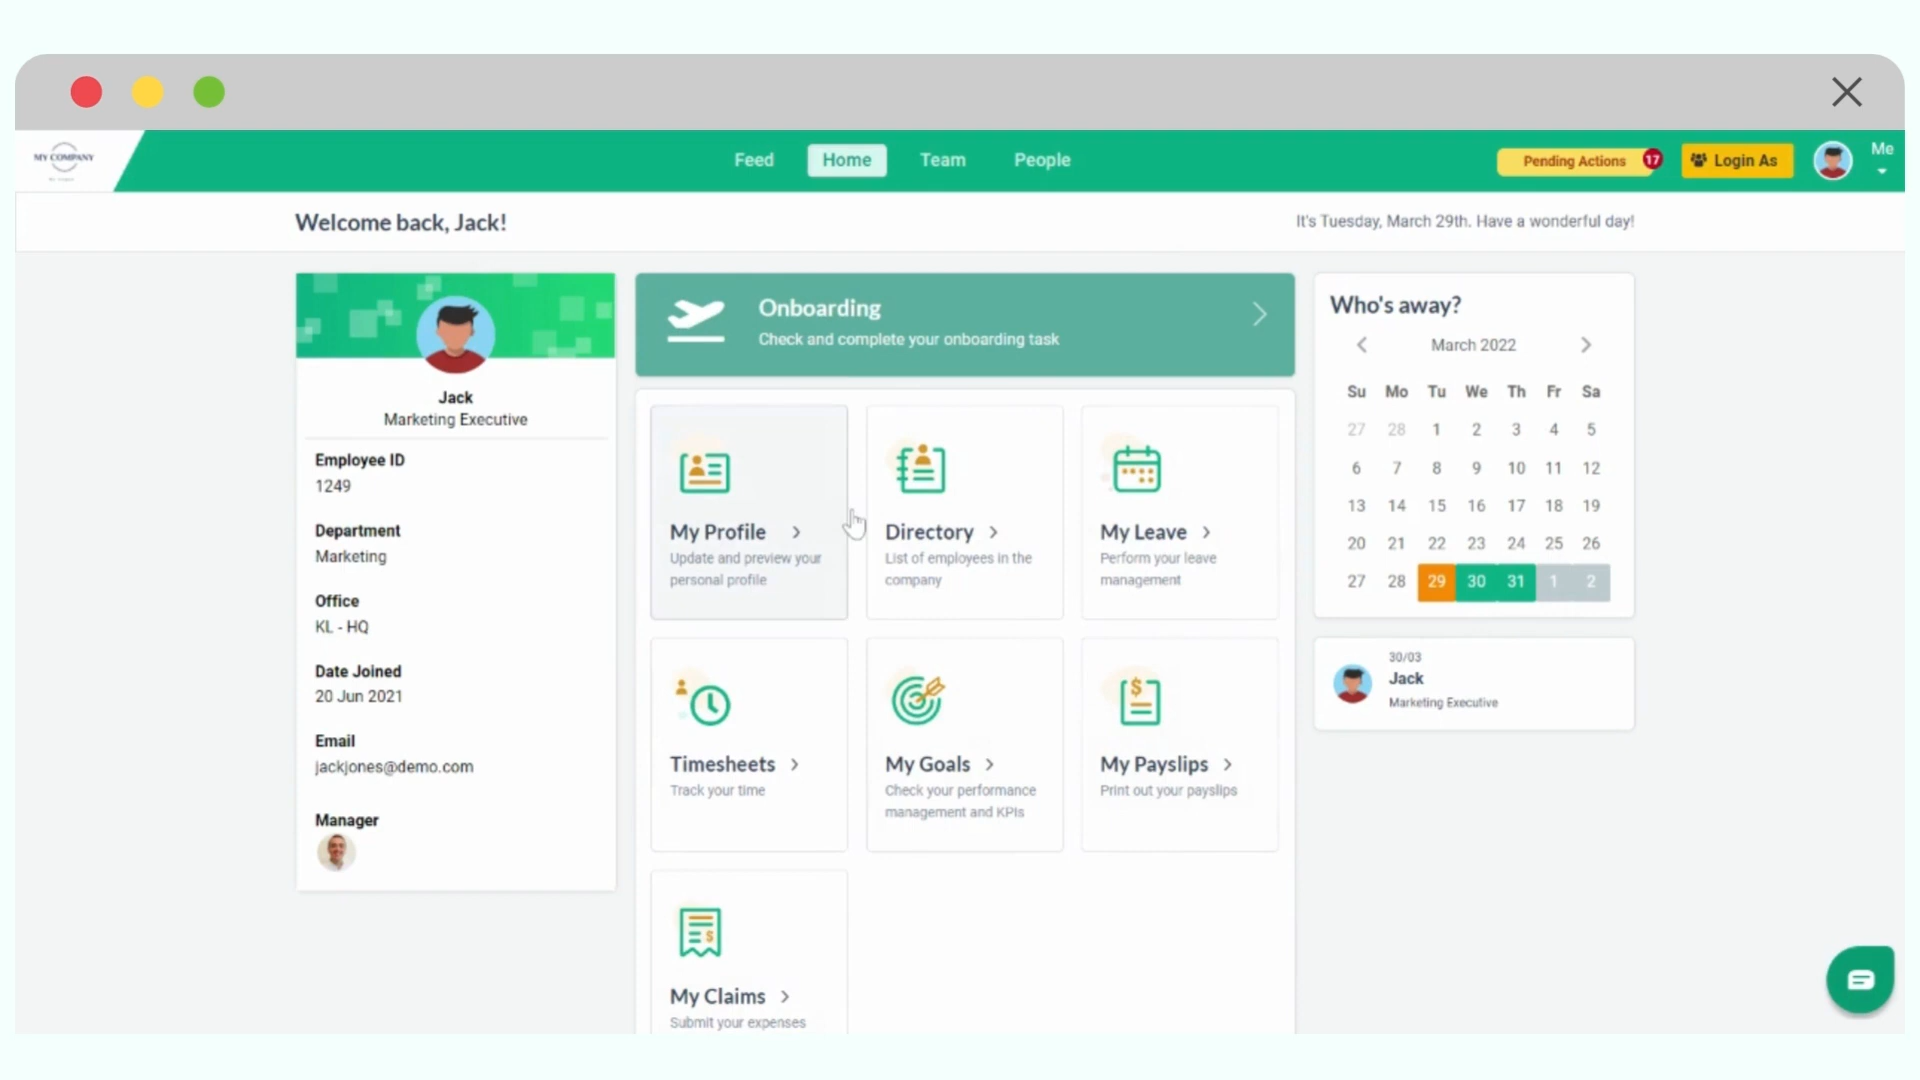 MY COMPANY
Feed
Home
Team
People
Pending Actions
17
Login As
Me
Welcome back, Jack!
It's Tuesday, March 29th. Have a wonderful day!
Jack
Marketing Executive
Employee ID
1249
Department
Marketing
Office
KL - HQ
Date Joined
20 Jun 2021
Email
jackjones@demo.com
Manager
Onboarding
Check and complete your onboarding task
My Profile
Update and preview your
personal profile
Directory
List of employees in the
company
My Leave
Perform your leave
management
Timesheets
Track your time
My Goals
Check your performance
management and KPIs
My Payslips
Print out your payslips
My Claims
Submit your expenses
Who's away?
March 2022
Su Mo Tu We Th Fr Sa
27 28 1 2 3 4 5
6 7 8 9 10 11 12
13 14 15 16 17 18 19
20 21 22 23 24 25 26
27 28 29 30 31 1 2
30/03
Jack
Marketing Executive